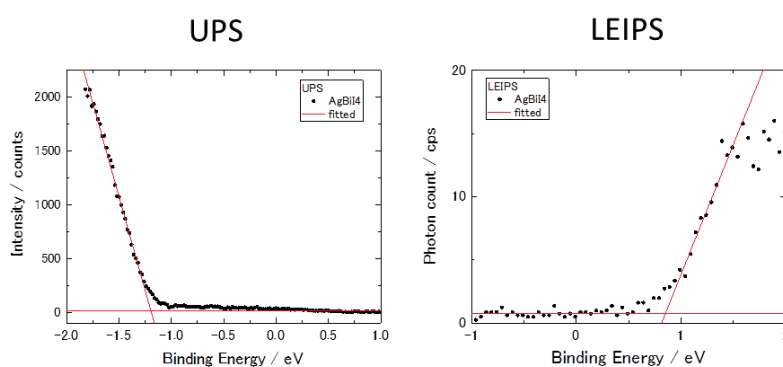 UPS
LEIPS
Intensity / counts
2000
1500
1000
500
0
UPS
AgBiI4
fitted
-2.0 -1.5 -1.0 -0.5 0.0 0.5 1.0
Binding Energy / eV
Photon count / cps
20
10
0
LEIPS
AgBiI4
fitted
-1 0 1
Binding Energy / eV